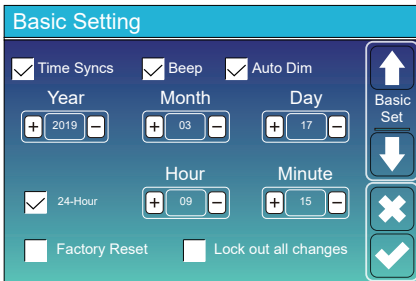 Basic Setting
Time Syncs Beep Auto Dim
Year Month Day
+ 2019 − + 03 − + 17 −
Basic
Set
Hour Minute
24-Hour + 09 − + 15 −
Factory Reset Lock out all changes